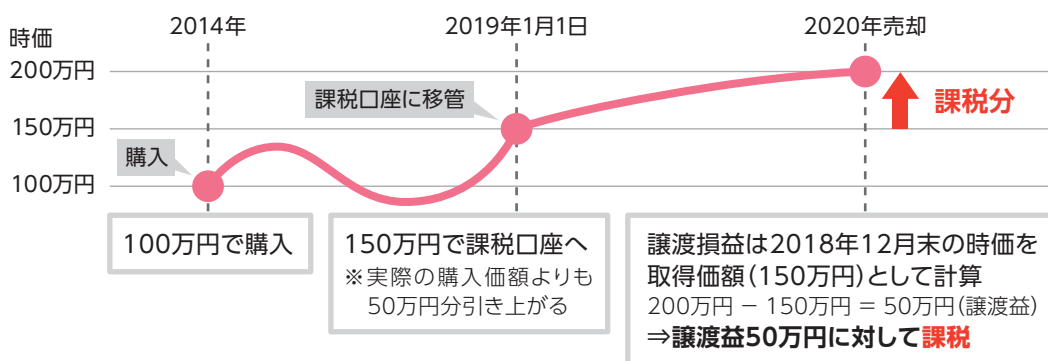 時価
2014年
2019年1月1日
2020年売却
200万円
150万円
100万円
購入
課税口座に移管
課税分
100万円で購入
150万円で課税口座へ
※実際の購入価額よりも
50万円分引き上がる
譲渡損益は2018年12月末の時価を
取得価額(150万円)として計算
200万円 − 150万円 = 50万円(譲渡益)
⇒譲渡益50万円に対して課税